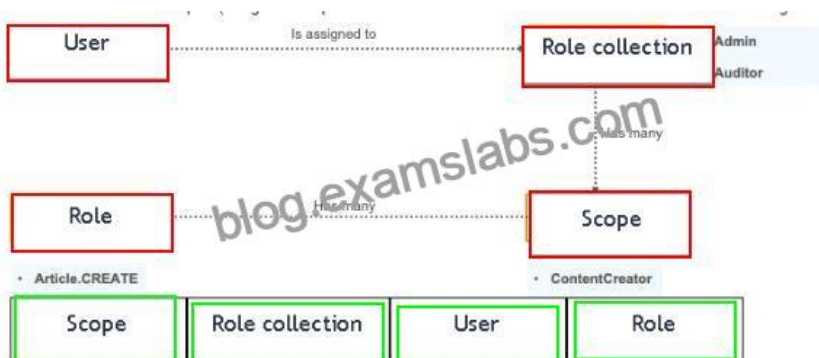 User
Is assigned to
Role collection
Admin
Auditor
Has many
blog.examslabs.com
Role
Has many
Scope
• Article.CREATE
• ContentCreator
Scope
Role collection
User
Role